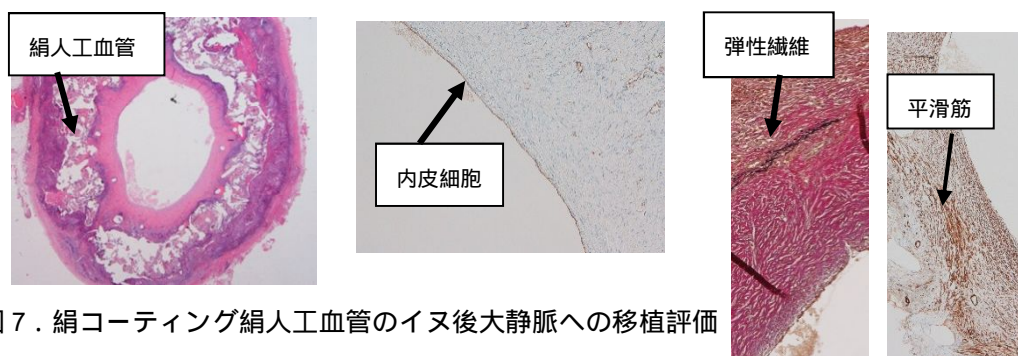 絹人工血管
内皮細胞
弾性繊維
平滑筋
図７．絹コーティング絹人工血管のイヌ後大静脈への移植評価